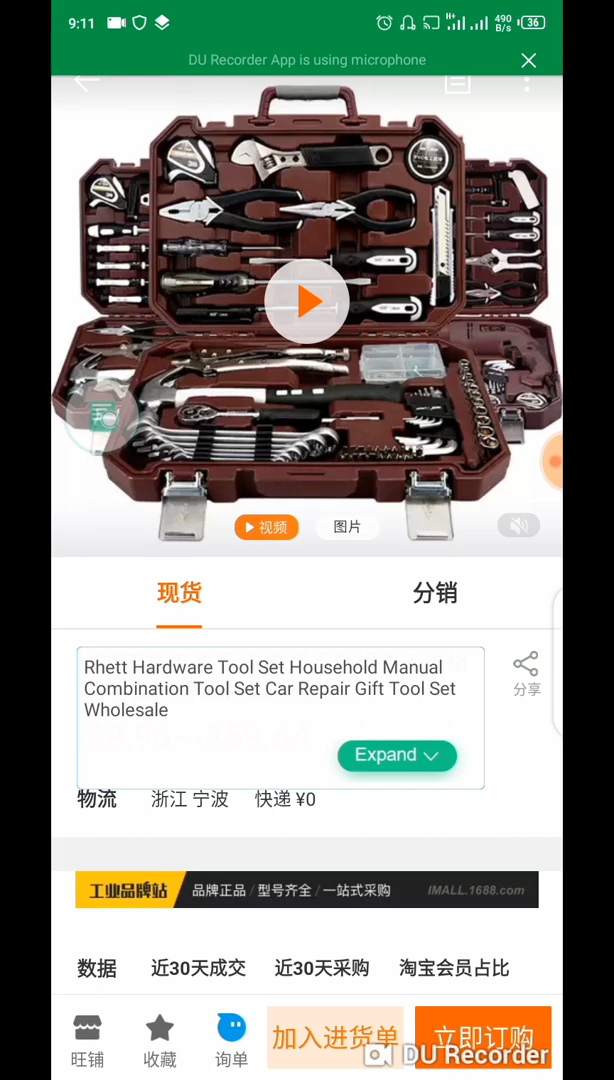 9:11
H+
490
B/s
36
DU Recorder App is using microphone
视频
图片
现货
分销
Rhett Hardware Tool Set Household Manual
Combination Tool Set Car Repair Gift Tool Set
Wholesale
分享
Expand
物流 浙江 宁波 快递 ¥0
工业品牌站 品牌正品 / 型号齐全 / 一站式采购 IMALL.1688.com
数据 近30天成交 近30天采购 淘宝会员占比
旺铺 收藏 询单 加入进货单 立即订购
DU Recorder